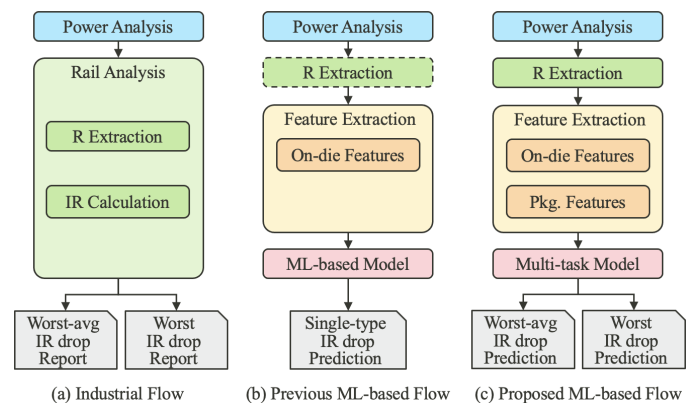 Power Analysis
Rail Analysis
R Extraction
IR Calculation
Worst-avg
IR drop
Report
Worst
IR drop
Report
(a) Industrial Flow
Power Analysis
R Extraction
Feature Extraction
On-die Features
ML-based Model
Single-type
IR drop
Prediction
(b) Previous ML-based Flow
Power Analysis
R Extraction
Feature Extraction
On-die Features
Pkg. Features
Multi-task Model
Worst-avg
IR drop
Prediction
Worst
IR drop
Prediction
(c) Proposed ML-based Flow